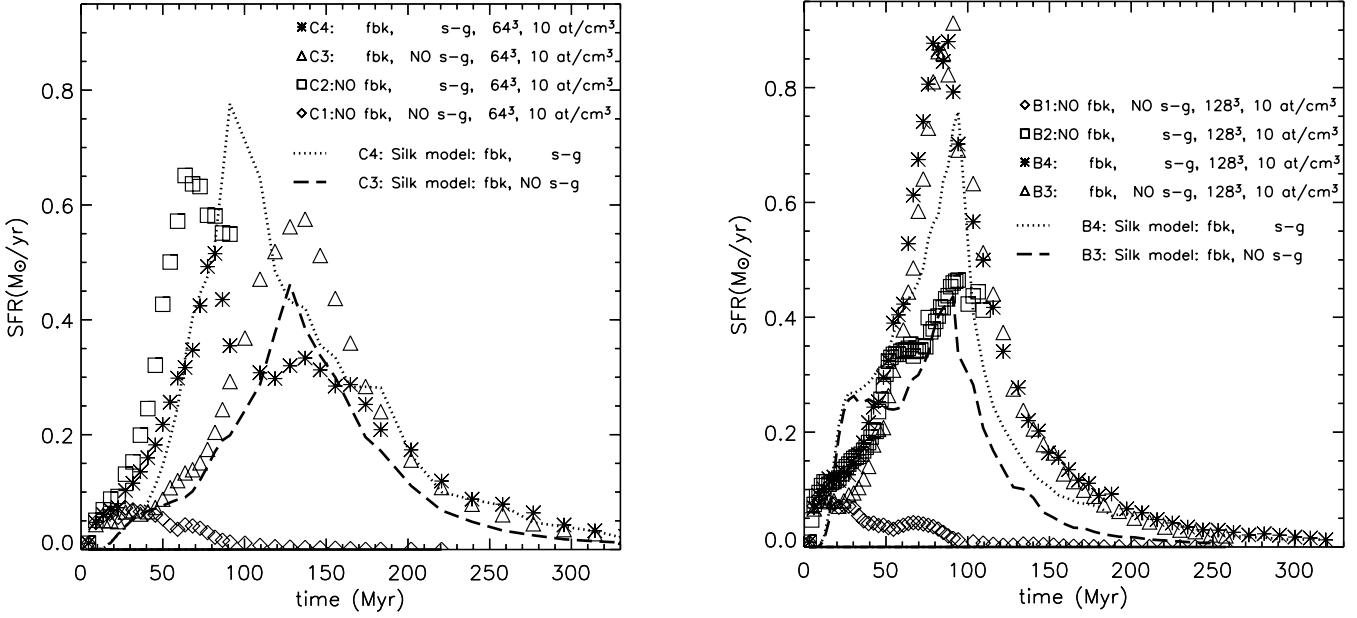 C4: fbk, s-g, 64³, 10 at/cm³
C3: fbk, NO s-g, 64³, 10 at/cm³
C2:NO fbk, s-g, 64³, 10 at/cm³
C1:NO fbk, NO s-g, 64³, 10 at/cm³
C4: Silk model: fbk, s-g
C3: Silk model: fbk, NO s-g
SFR(M⊙/yr)
0.8
0.6
0.4
0.2
0.0
0 50 100 150 200 250 300
time (Myr)
B1:NO fbk, NO s-g, 128³, 10 at/cm³
B2:NO fbk, s-g, 128³, 10 at/cm³
B4: fbk, s-g, 128³, 10 at/cm³
B3: fbk, NO s-g, 128³, 10 at/cm³
B4: Silk model: fbk, s-g
B3: Silk model: fbk, NO s-g
SFR(M⊙/yr)
0.8
0.6
0.4
0.2
0.0
0 50 100 150 200 250 300
time (Myr)